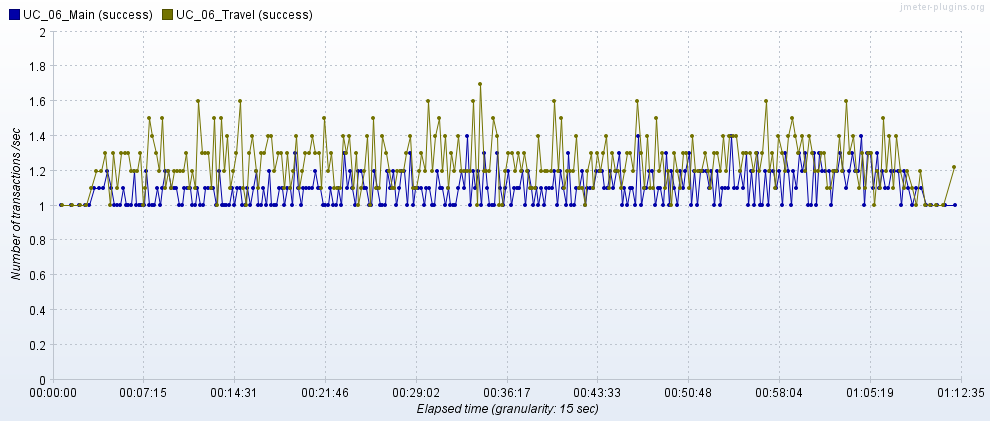 UC_06_Main (success) UC_06_Travel (success)
jmeter-plugins.org
Number of transactions/sec
2
1.8
1.6
1.4
1.2
1
0.8
0.6
0.4
0.2
0
00:00:00 00:07:15 00:14:31 00:21:46 00:29:02 00:36:17 00:43:33 00:50:48 00:58:04 01:05:19 01:12:35
Elapsed time (granularity: 15 sec)